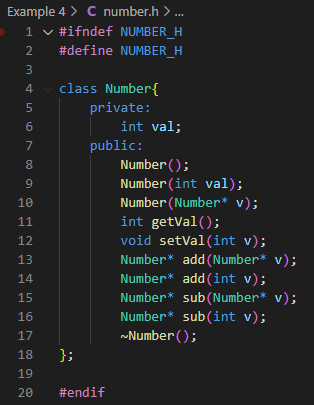 Example 4 > C number.h > ...
1 #ifndef NUMBER_H
2 #define NUMBER_H
3
4 class Number{
5 private:
6 int val;
7 public:
8 Number();
9 Number(int val);
10 Number(Number* v);
11 int getVal();
12 void setVal(int v);
13 Number* add(Number* v);
14 Number* add(int v);
15 Number* sub(Number* v);
16 Number* sub(int v);
17 ~Number();
18 };
19
20 #endif